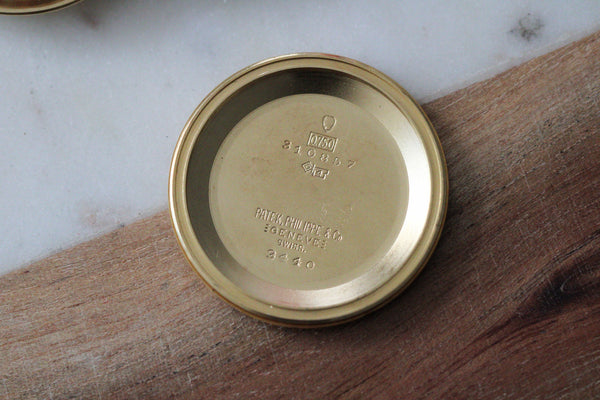 0,750
310857
PATEK, PHILIPPE & Co
GENEVE
SWISS
3440